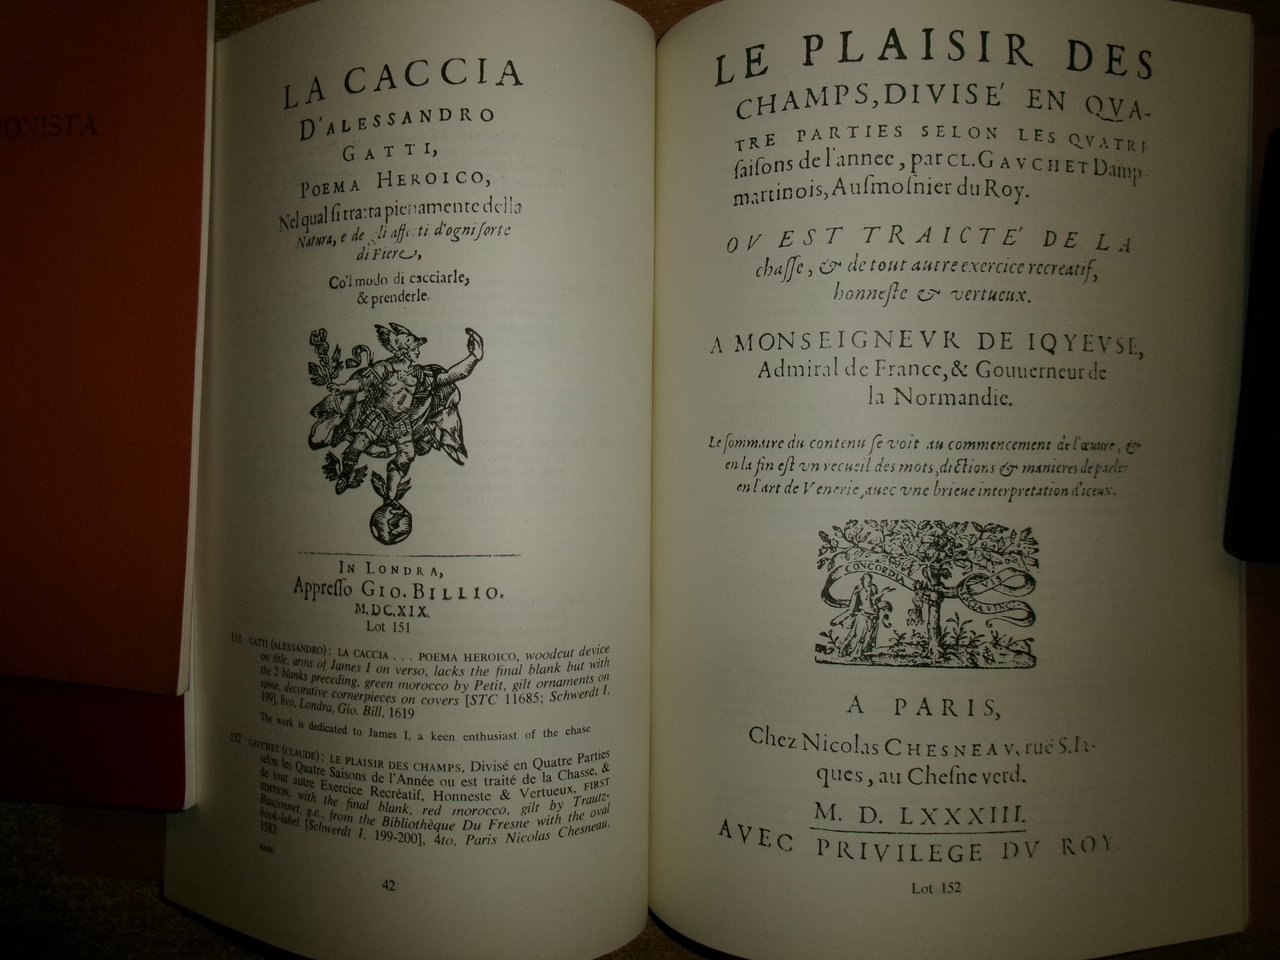 ONISTA
LA CACCIA
D'ALESSANDRO
GATTI,
POEMA HEROICO,
Nel qual ſi tratta pienamente della
Natura, e de gli affetti d'ogni ſorte
di Fiere,
Co'l modo di cacciarle,
& prenderle.
IN LONDRA,
Appreſſo GIO. BILLIO.
M.DC.XIX.
Lot 151
151 GATTI (ALESSANDRO): LA CACCIA . . . POEMA HEROICO, woodcut device
on title, arms of James I on verso, lacks the final blank but with
the 2 blanks preceding, green morocco by Petit, gilt ornaments on
spine, decorative cornerpieces on covers [STC 11685; Schwerdt I,
199], 8vo, Londra, Gio. Bill, 1619
The work is dedicated to James I, a keen enthusiast of the chase
152 GAUCHET (CLAUDE): LE PLAISIR DES CHAMPS, Divisé en Quatre Parties
selon les Quatre Saisons de l'Année ou est traité de la Chasse, &
de tout autre Exercice Recréatif, Honneste & Vertueux, FIRST
EDITION, with the final blank, red morocco, gilt by Trautz-
Bauzonnet, g.e., from the Bibliothèque Du Fresne with the oval
book-label [Schwerdt I, 199-200], 4to, Paris Nicolas Chesneau,
1583
RARE
42
LE PLAISIR DES
CHAMPS, DIVISE' EN QVA-
TRE PARTIES SELON LES QVATRE
ſaiſons de l'annee, par CL. GAVCHET Damp-
martinois, Auſmoſnier du Roy.
OV EST TRAICTE' DE LA
chaſſe, & de tout autre exercice recreatif,
honneſte & vertueux.
A MONSEIGNEVR DE IOYEVSE,
Admiral de France, & Gouuerneur de
la Normandie.
Le ſommaire du contenu ſe voit au commencement de l'œuure, &
en la fin eſt vn recueil des mots, dictions & manieres de parler
en l'art de Venerie, auec vne brieue interpretation d'iceux.
CONCORDIA
VIS
NESCIA VINCI
A PARIS,
Chez Nicolas CHESNEAV, rue S. Ia-
ques, au Cheſne verd.
M. D. LXXXIII.
AVEC PRIVILEGE DV ROY.
Lot 152